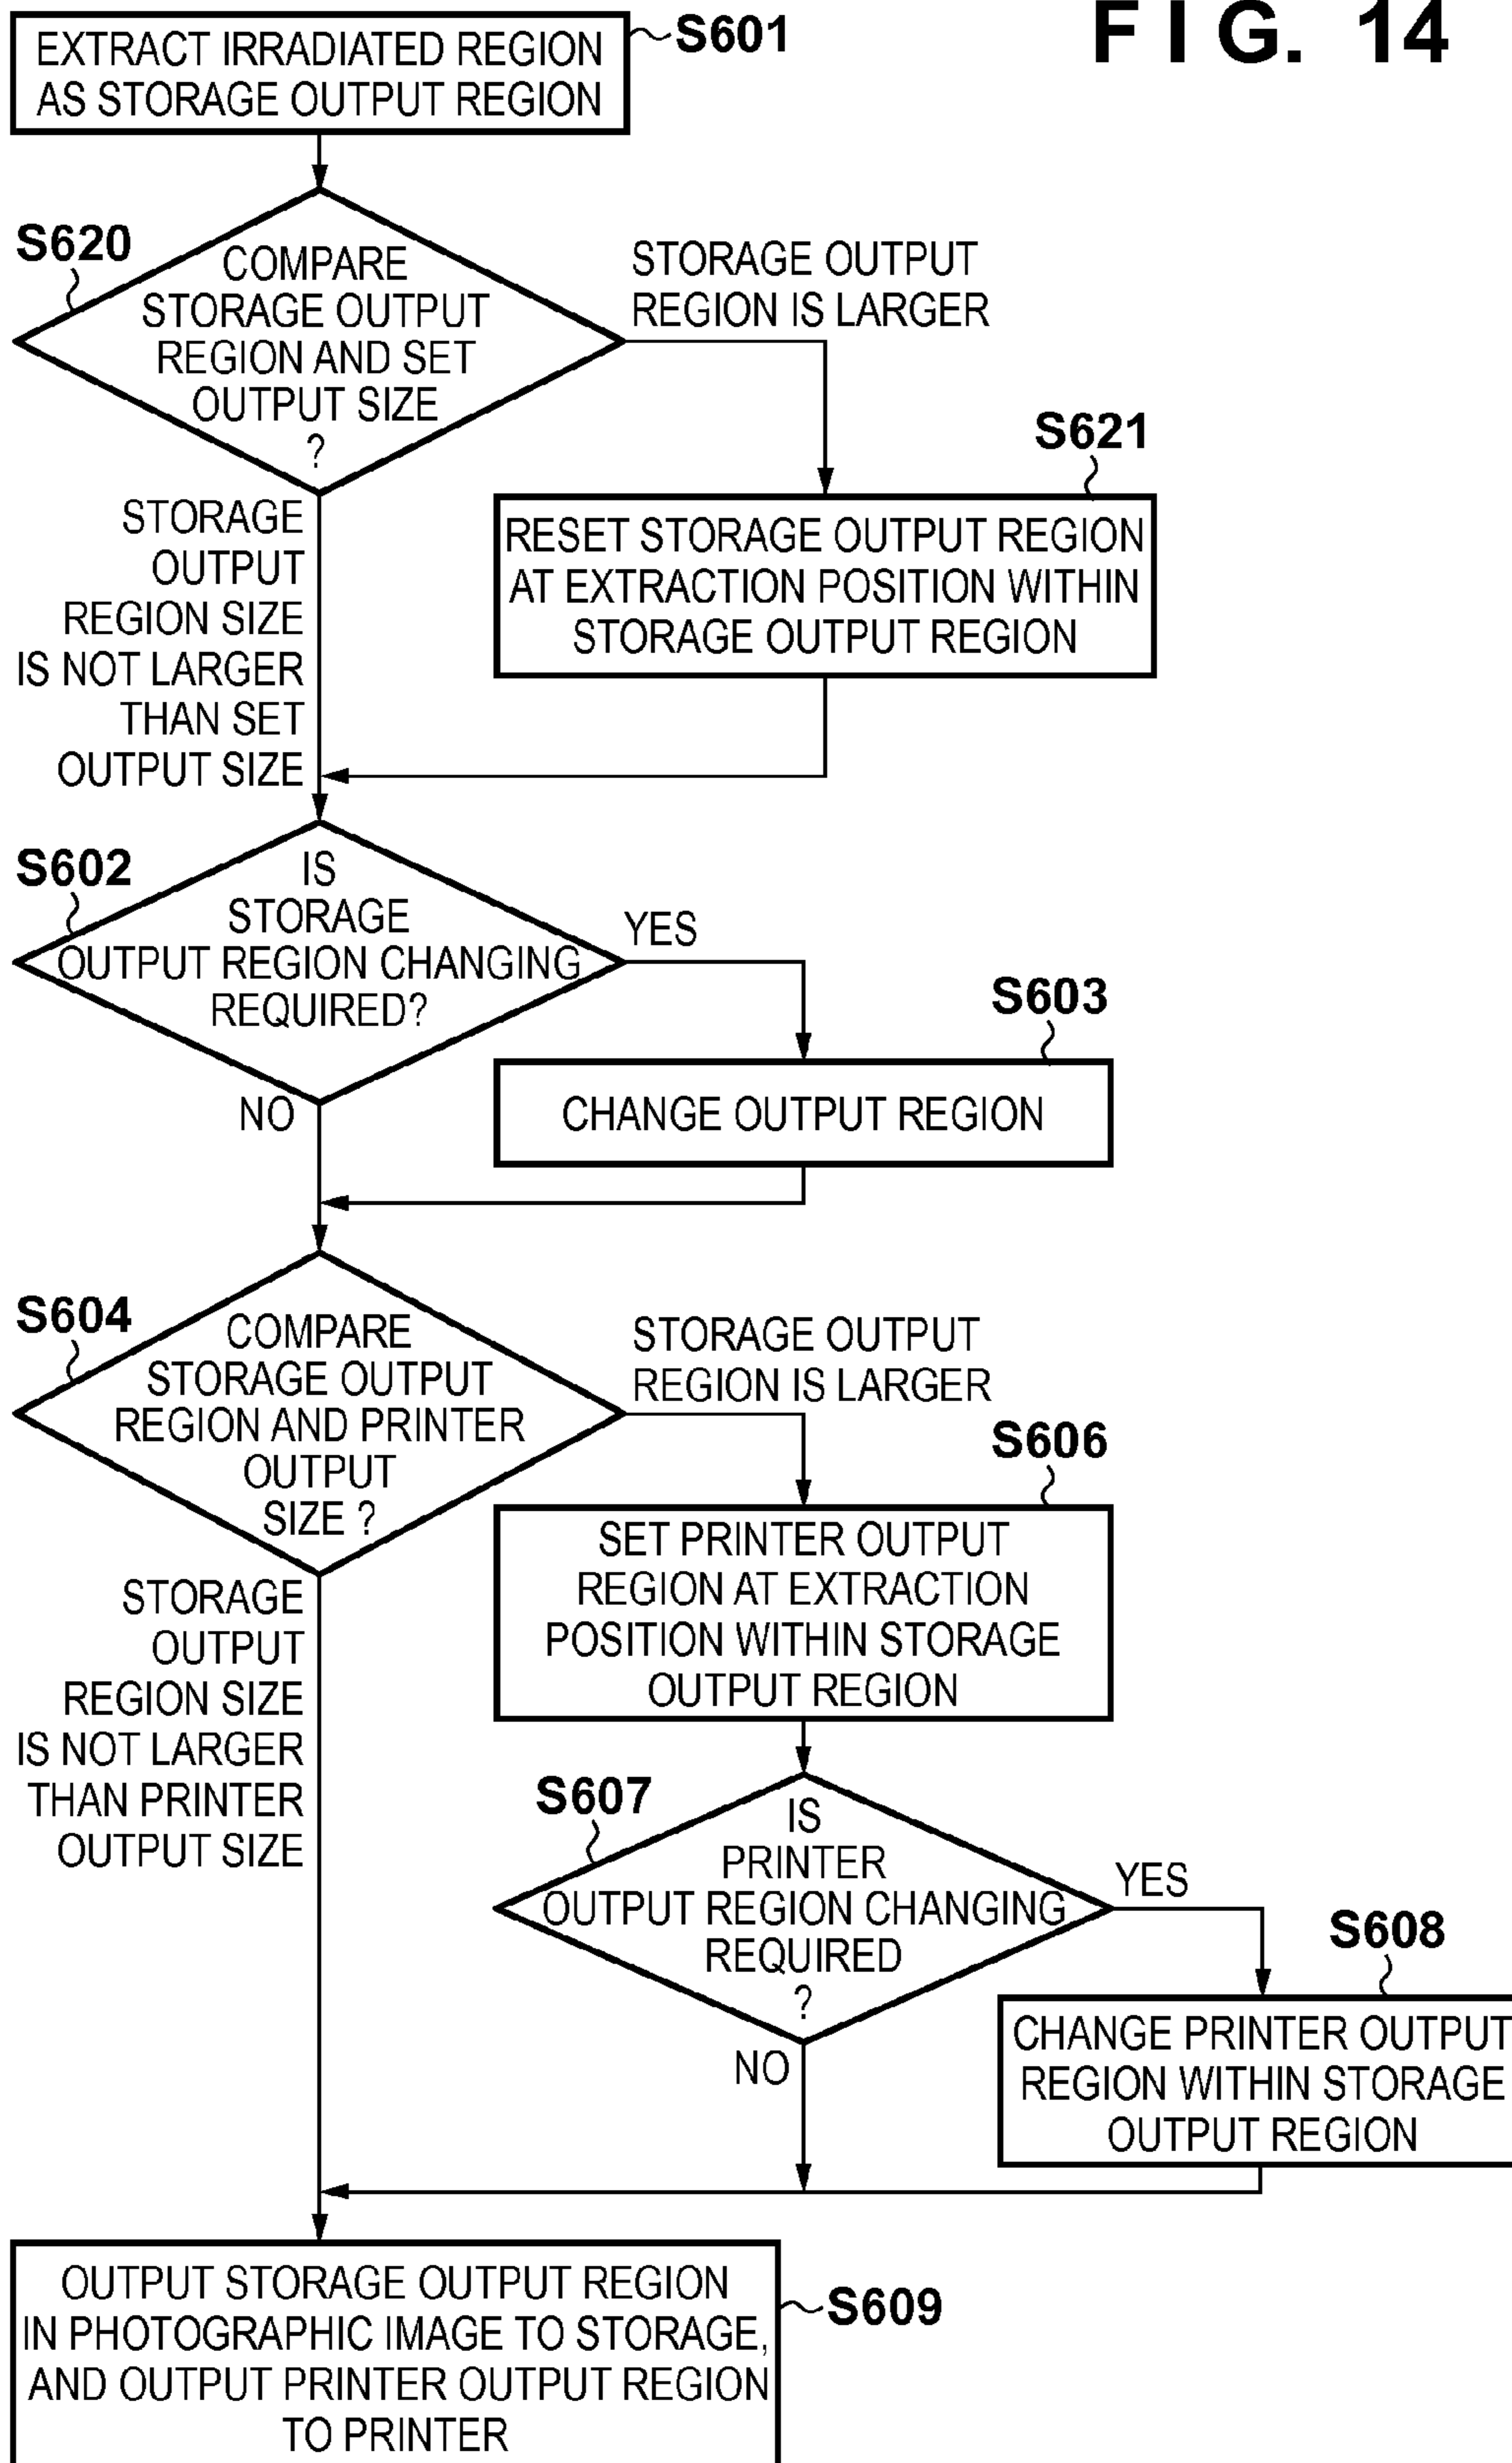 F I G. 14
EXTRACT IRRADIATED REGION
AS STORAGE OUTPUT REGION
S601
S620
COMPARE
STORAGE OUTPUT
REGION AND SET
OUTPUT SIZE
?
STORAGE OUTPUT
REGION IS LARGER
STORAGE
OUTPUT
REGION SIZE
IS NOT LARGER
THAN SET
OUTPUT SIZE
S621
RESET STORAGE OUTPUT REGION
AT EXTRACTION POSITION WITHIN
STORAGE OUTPUT REGION
S602
IS
STORAGE
OUTPUT REGION CHANGING
REQUIRED?
YES
NO
S603
CHANGE OUTPUT REGION
S604
COMPARE
STORAGE OUTPUT
REGION AND PRINTER
OUTPUT
SIZE ?
STORAGE OUTPUT
REGION IS LARGER
STORAGE
OUTPUT
REGION SIZE
IS NOT LARGER
THAN PRINTER
OUTPUT SIZE
S606
SET PRINTER OUTPUT
REGION AT EXTRACTION
POSITION WITHIN STORAGE
OUTPUT REGION
S607
IS
PRINTER
OUTPUT REGION CHANGING
REQUIRED
?
YES
NO
S608
CHANGE PRINTER OUTPUT
REGION WITHIN STORAGE
OUTPUT REGION
OUTPUT STORAGE OUTPUT REGION
IN PHOTOGRAPHIC IMAGE TO STORAGE,
AND OUTPUT PRINTER OUTPUT REGION
TO PRINTER
S609